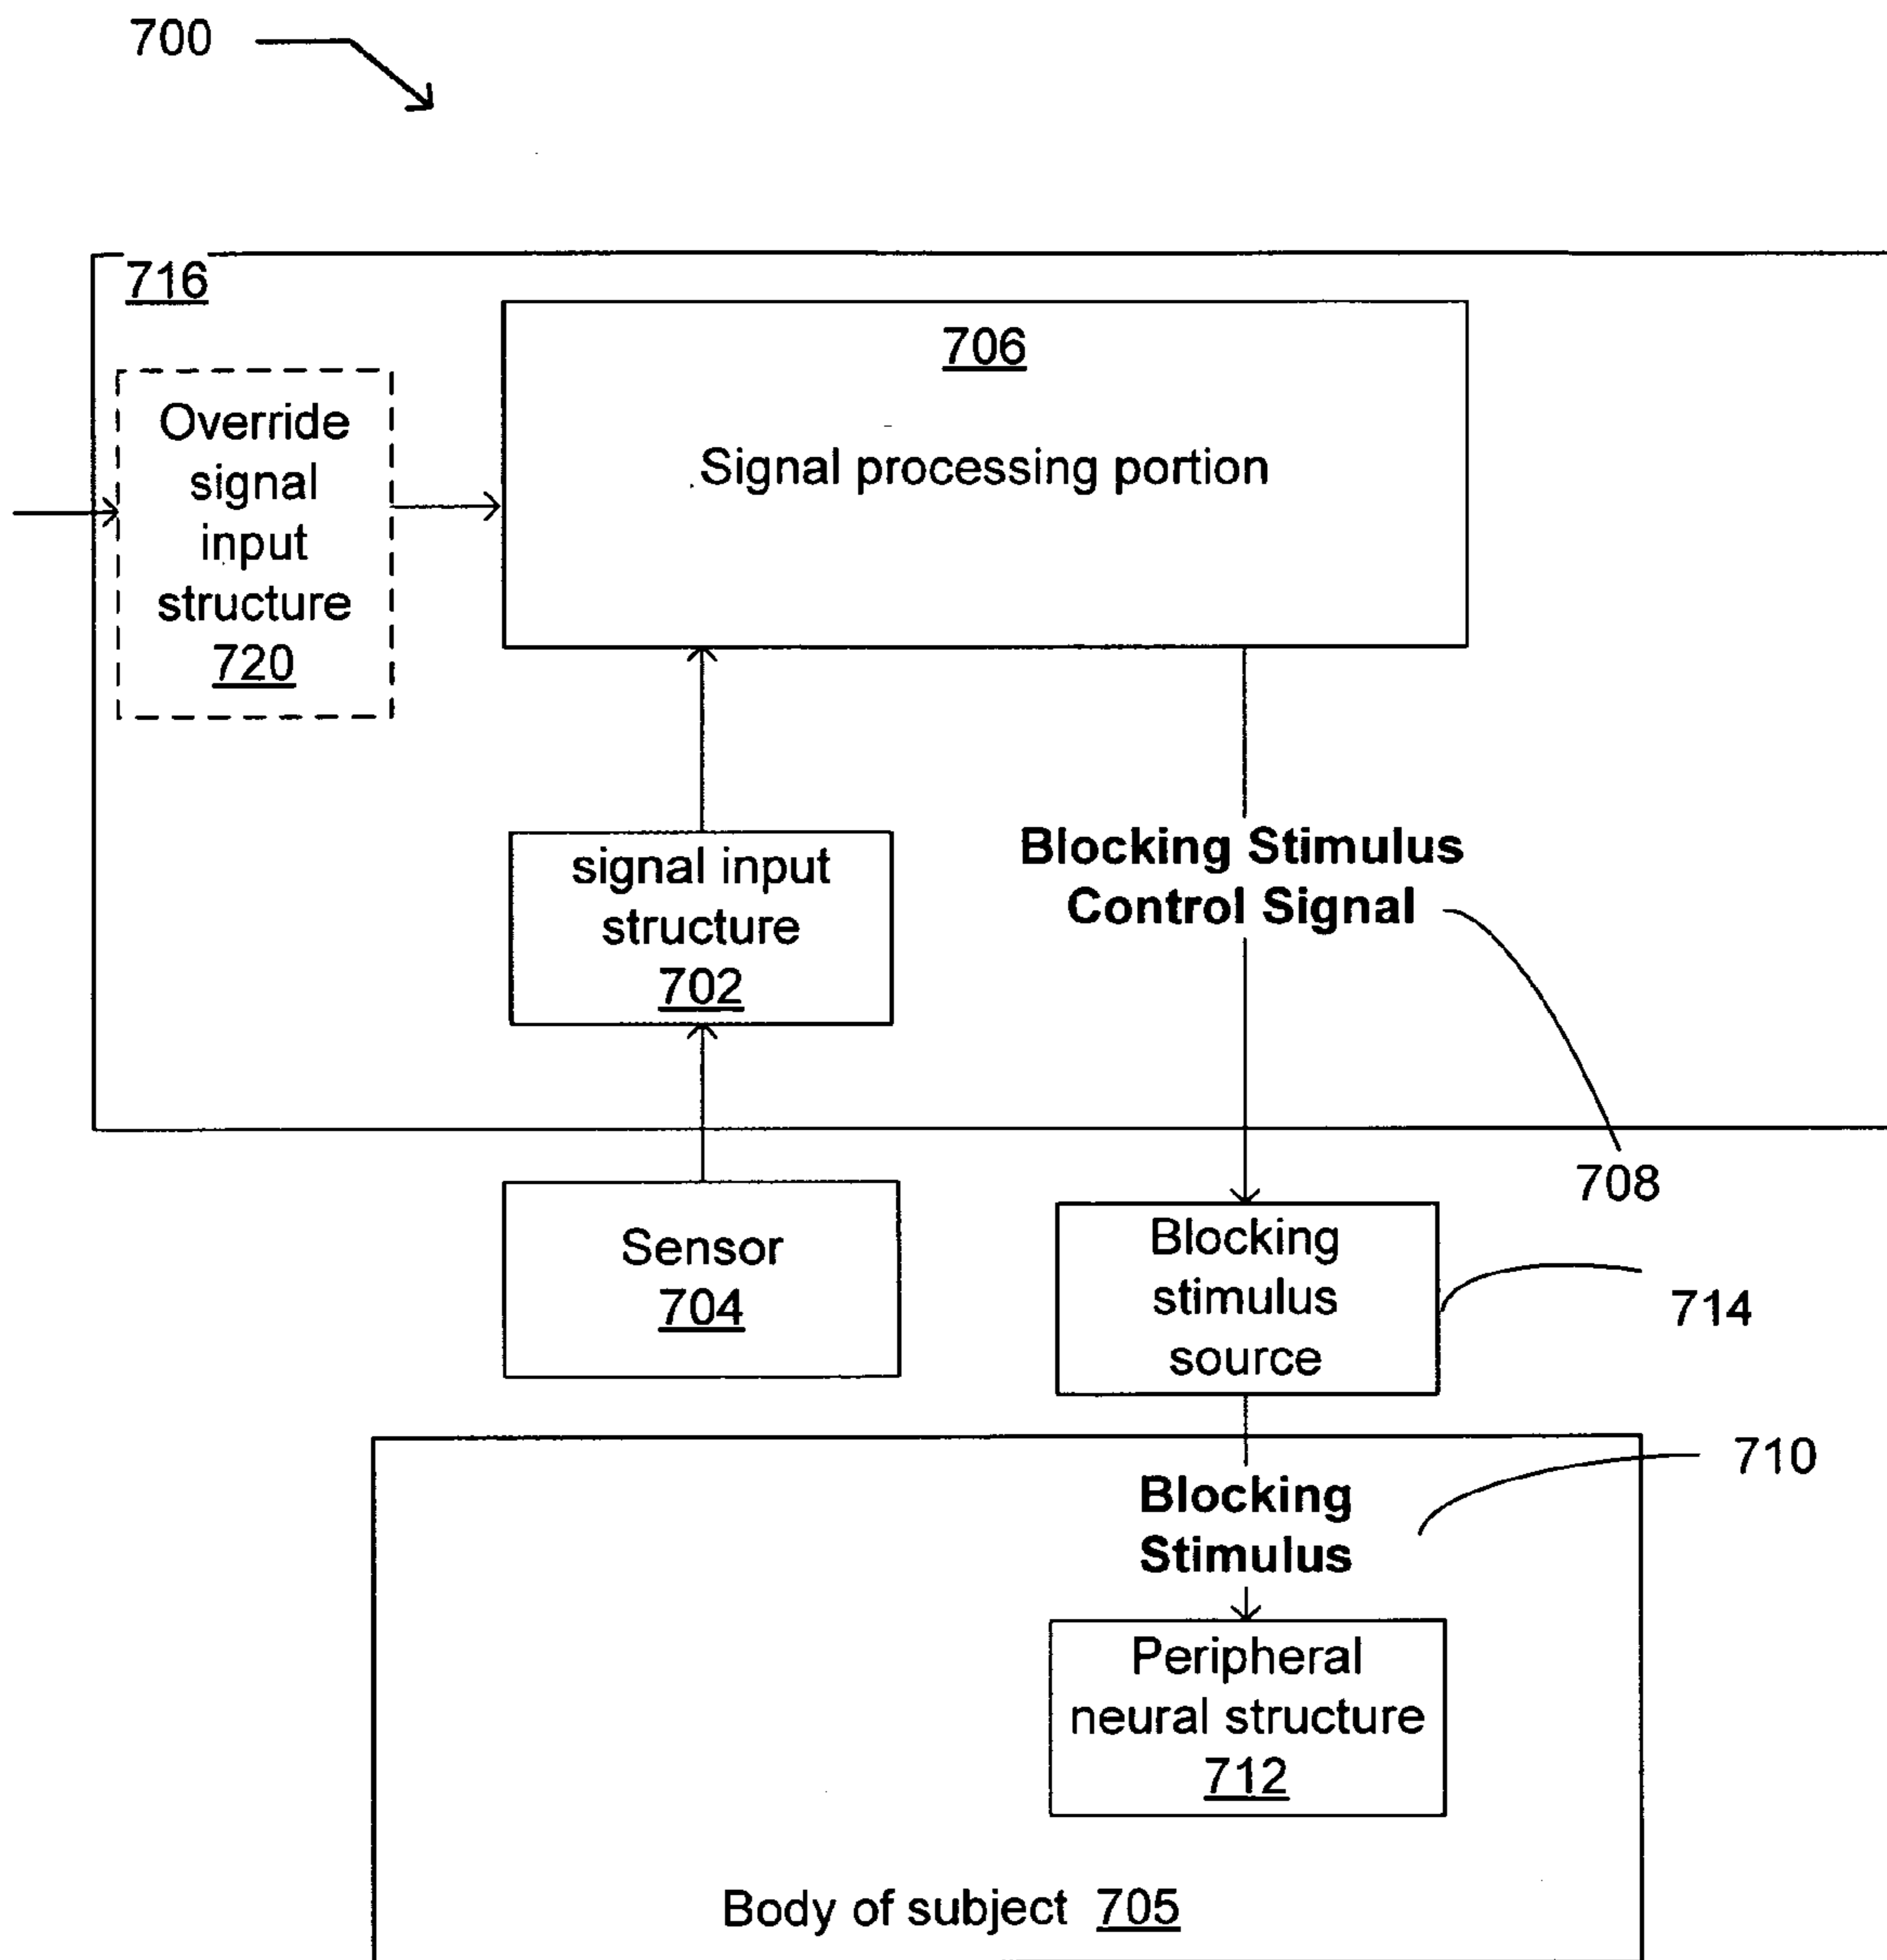 700
716
706
Override
signal
input
structure
720
Signal processing portion
signal input
structure
702
Blocking Stimulus
Control Signal
708
Sensor
704
Blocking
stimulus
source
714
710
Blocking
Stimulus
Peripheral
neural structure
712
Body of subject 705